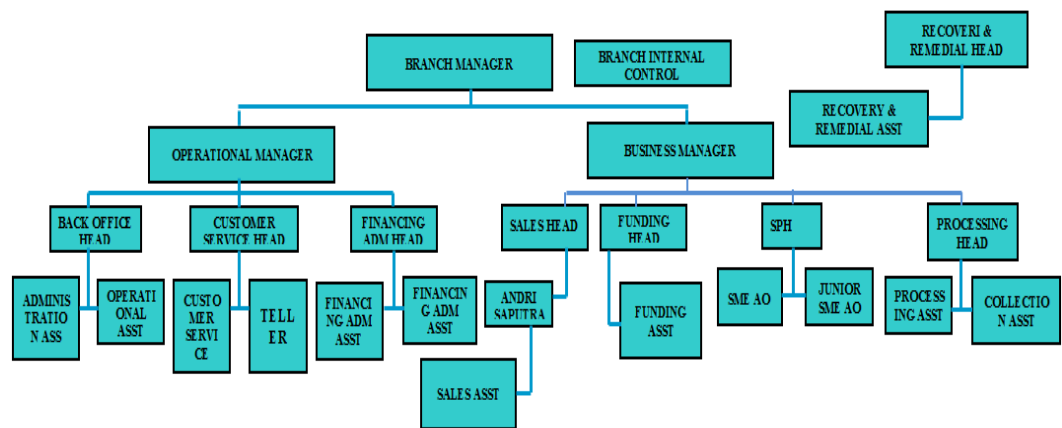 BRANCH MANAGER
BRANCH INTERNAL
CONTROL
RECOVERI &
REMEDIAL HEAD
RECOVERY &
REMEDIAL ASST
OPERATIONAL MANAGER
BUSINESS MANAGER
BACK OFFICE
HEAD
CUSTOMER
SERVICE HEAD
FINANCING
ADM HEAD
SALES HEAD
FUNDING
HEAD
SPH
PROCESSING
HEAD
ADMINIS
TRATIO
N ASS
OPERATI
ONAL
ASST
CUSTO
MER
SERVI
CE
TELL
ER
FINANCI
NG ADM
ASST
FINANCIN
G ADM
ASST
ANDRI
SAPUTRA
SALES ASST
FUNDING
ASST
SME AO
JUNIOR
SME AO
PROCESS
ING ASST
COLLECTIO
N ASST